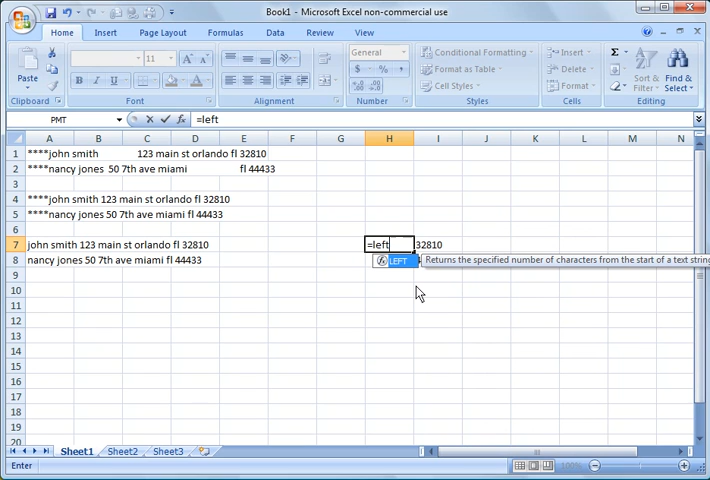 Book1 - Microsoft Excel non-commercial use
Home Insert Page Layout Formulas Data Review View
Paste
Clipboard
11
B I U
Font
Alignment
General
$ % ,
Number
Conditional Formatting
Format as Table
Cell Styles
Styles
Insert
Delete
Format
Cells
Σ
Sort & Filter
Find & Select
Editing
PMT =left
A B C D E F G H I J K L M N
1 ****john smith 123 main st orlando fl 32810
2 ****nancy jones 50 7th ave miami fl 44433
3
4 ****john smith 123 main st orlando fl 32810
5 ****nancy jones 50 7th ave miami fl 44433
6
7 john smith 123 main st orlando fl 32810 =left 32810
8 nancy jones 50 7th ave miami fl 44433 LEFT Returns the specified number of characters from the start of a text string
9
10
11
12
13
14
15
16
17
18
19
20
Sheet1 Sheet2 Sheet3
Enter 100%